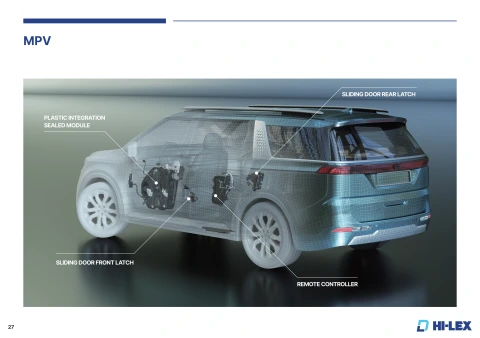 MPV
SLIDING DOOR REAR LATCH
PLASTIC INTEGRATION
SEALED MODULE
SLIDING DOOR FRONT LATCH
REMOTE CONTROLLER
27
HI-LEX